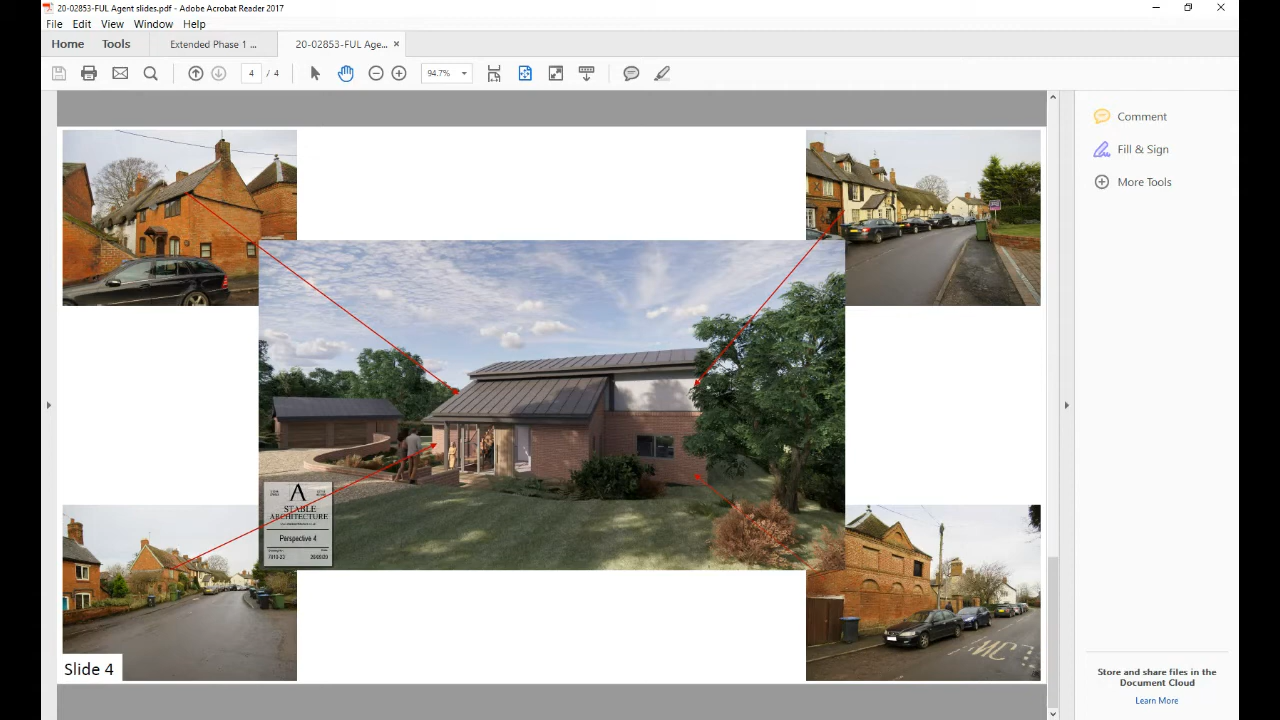 20-02853-FUL Agent slides.pdf - Adobe Acrobat Reader 2017
File Edit View Window Help
Home Tools Extended Phase 1 ... 20-02853-FUL Age... ×
4 / 4 94.7%
Comment
Fill & Sign
More Tools
A
STABLE
ARCHITECTURE
Perspective 4
Slide 4
Store and share files in the
Document Cloud
Learn More